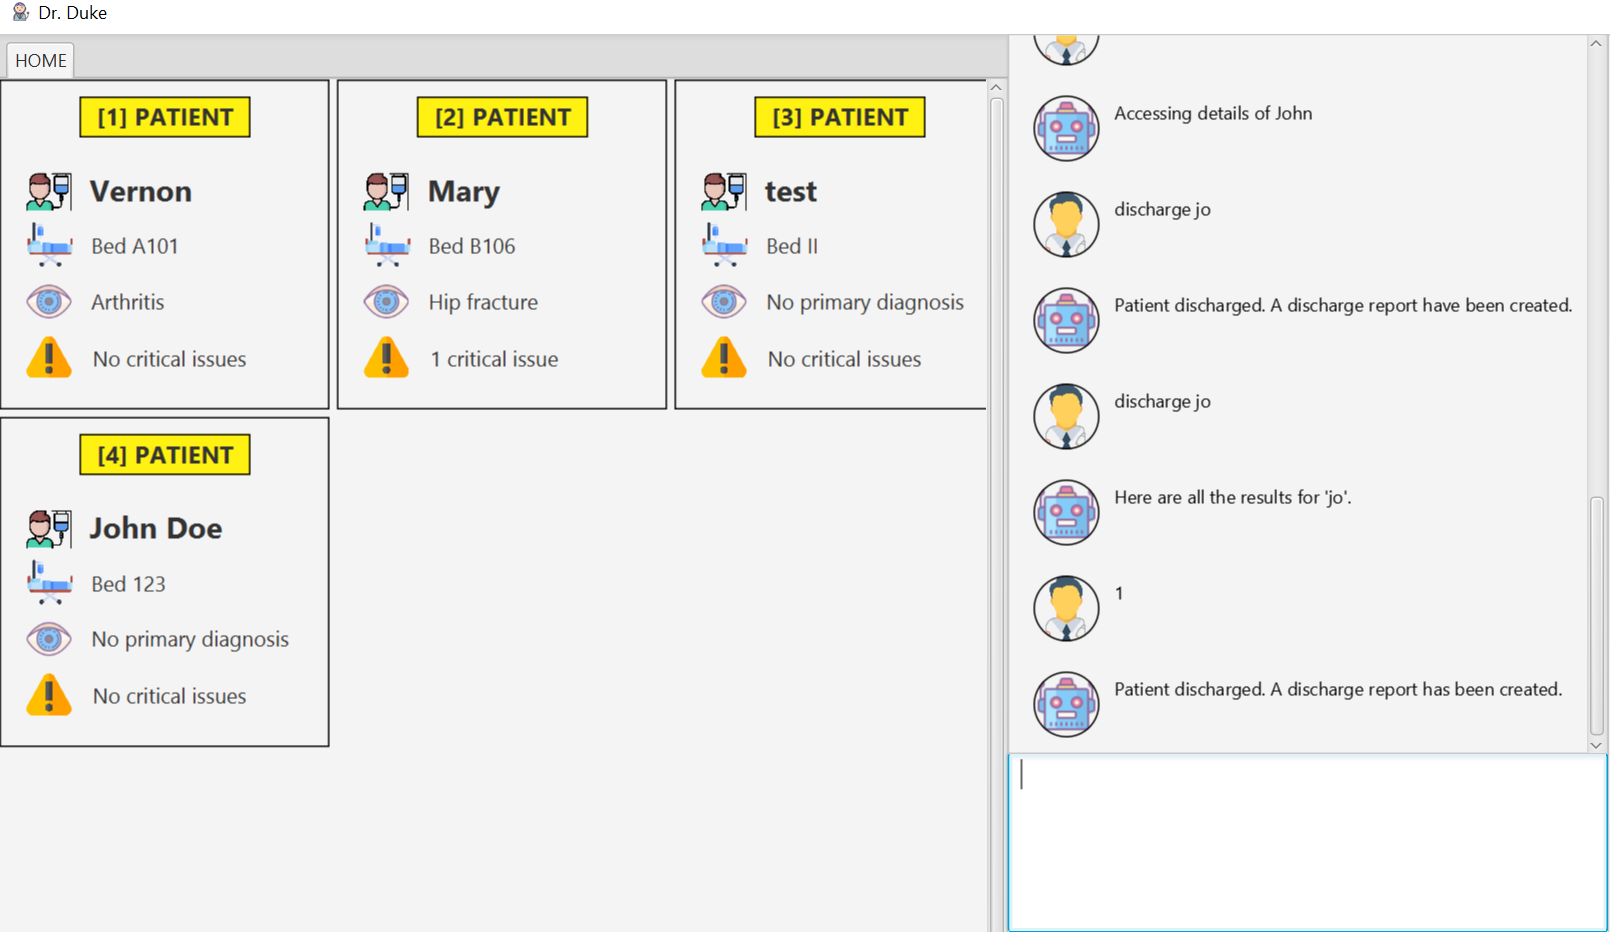 Dr. Duke
HOME
[1] PATIENT
Vernon
Bed A101
Arthritis
No critical issues
[2] PATIENT
Mary
Bed B106
Hip fracture
1 critical issue
[3] PATIENT
test
Bed II
No primary diagnosis
No critical issues
[4] PATIENT
John Doe
Bed 123
No primary diagnosis
No critical issues
Accessing details of John
discharge jo
Patient discharged. A discharge report have been created.
discharge jo
Here are all the results for 'jo'.
1
Patient discharged. A discharge report has been created.